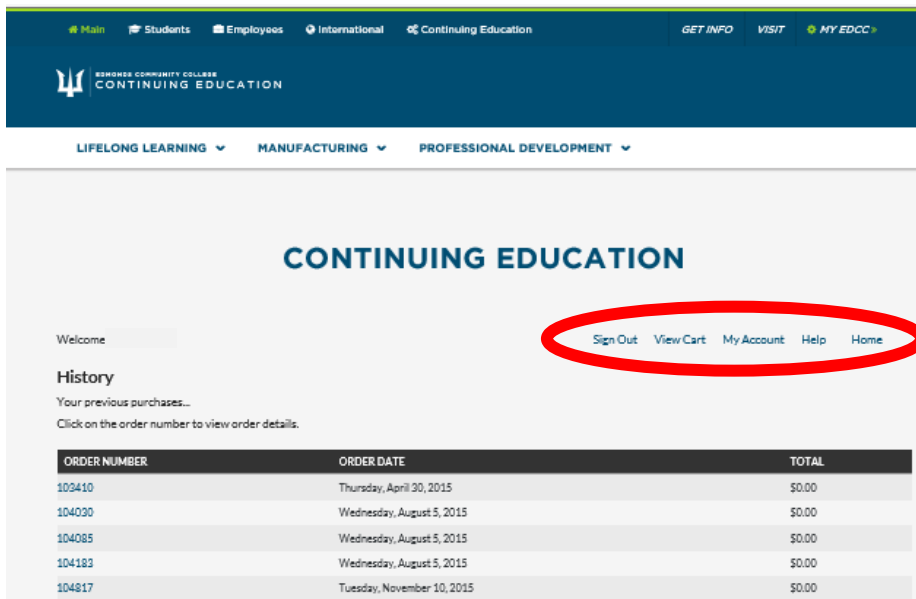 Main Students Employees International Continuing Education GET INFO VISIT MY EDCC »
EDMONDS COMMUNITY COLLEGE
CONTINUING EDUCATION
LIFELONG LEARNING MANUFACTURING PROFESSIONAL DEVELOPMENT
CONTINUING EDUCATION
Welcome Sign Out View Cart My Account Help Home
History
Your previous purchases...
Click on the order number to view order details.
ORDER NUMBER ORDER DATE TOTAL
103410 Thursday, April 30, 2015 $0.00
104030 Wednesday, August 5, 2015 $0.00
104085 Wednesday, August 5, 2015 $0.00
104183 Wednesday, August 5, 2015 $0.00
104817 Tuesday, November 10, 2015 $0.00